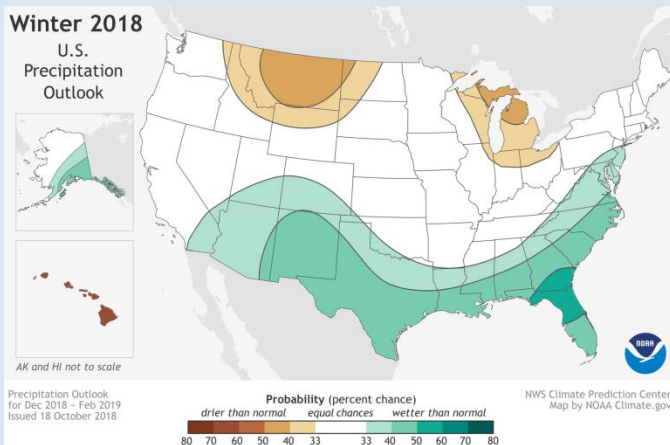 Winter 2018
U.S.
Precipitation
Outlook
AK and HI not to scale
NOAA
Precipitation Outlook
for Dec 2018 – Feb 2019
Issued 18 October 2018
Probability (percent chance)
drier than normal equal chances wetter than normal
80 70 60 50 40 33 33 40 50 60 70 80
NWS Climate Prediction Center
Map by NOAA Climate.gov